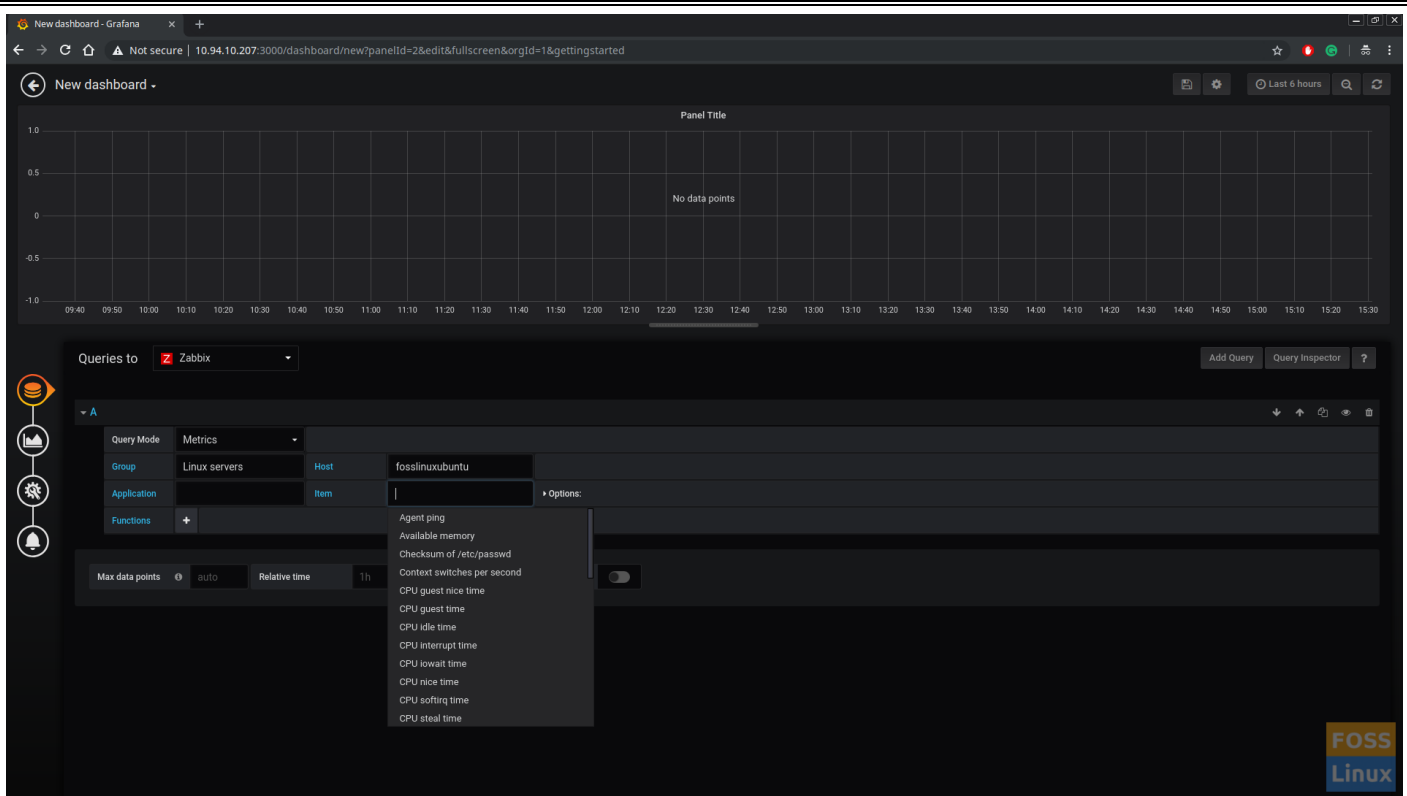 New dashboard - Grafana
Not secure | 10.94.10.207:3000/dashboard/new?panelId=2&edit&fullscreen&orgId=1&gettingstarted
New dashboard
Last 6 hours
Panel Title
1.0
0.5
No data points
0
-0.5
-1.0
09:40 09:50 10:00 10:10 10:20 10:30 10:40 10:50 11:00 11:10 11:20 11:30 11:40 11:50 12:00 12:10 12:20 12:30 12:40 12:50 13:00 13:10 13:20 13:30 13:40 13:50 14:00 14:10 14:20 14:30 14:40 14:50 15:00 15:10 15:20 15:30
Queries to Z Zabbix Add Query Query Inspector ?
A
Query Mode Metrics
Group Linux servers Host fosslinuxubuntu
Application Item Options:
Functions +
Agent ping
Available memory
Checksum of /etc/passwd
Context switches per second
Max data points auto Relative time 1h
CPU guest nice time
CPU guest time
CPU idle time
CPU interrupt time
CPU iowait time
CPU nice time
CPU softirq time
CPU steal time
FOSS
Linux